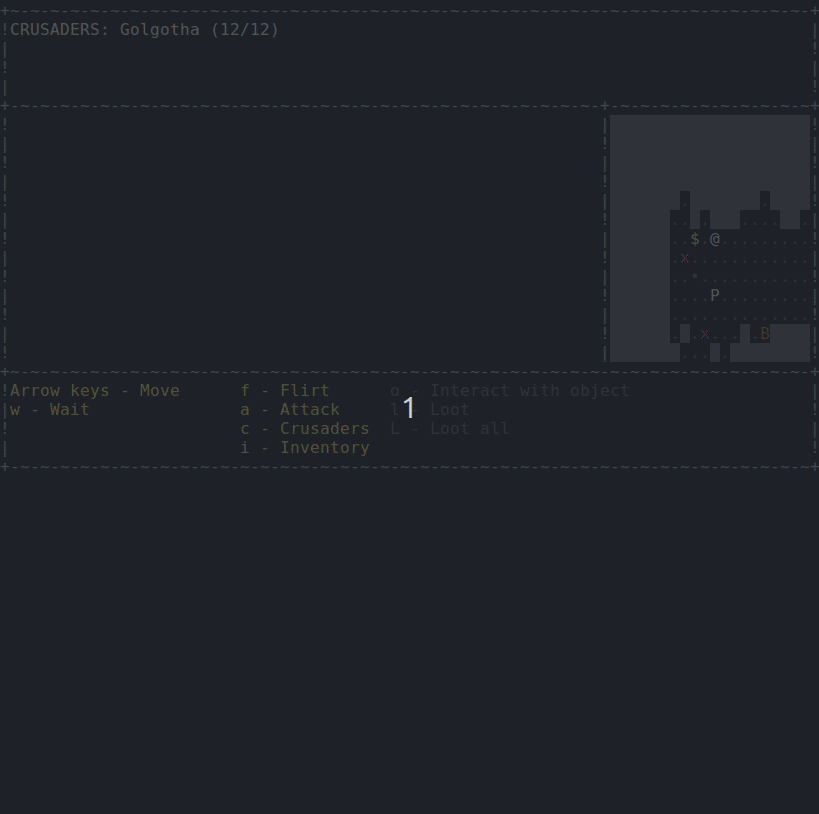 CRUSADERS: Golgotha (12/12)
$ @
x
*
P
x B
Arrow keys - Move f - Flirt o - Interact with object
w - Wait a - Attack l - Loot
c - Crusaders L - Loot all
i - Inventory
1